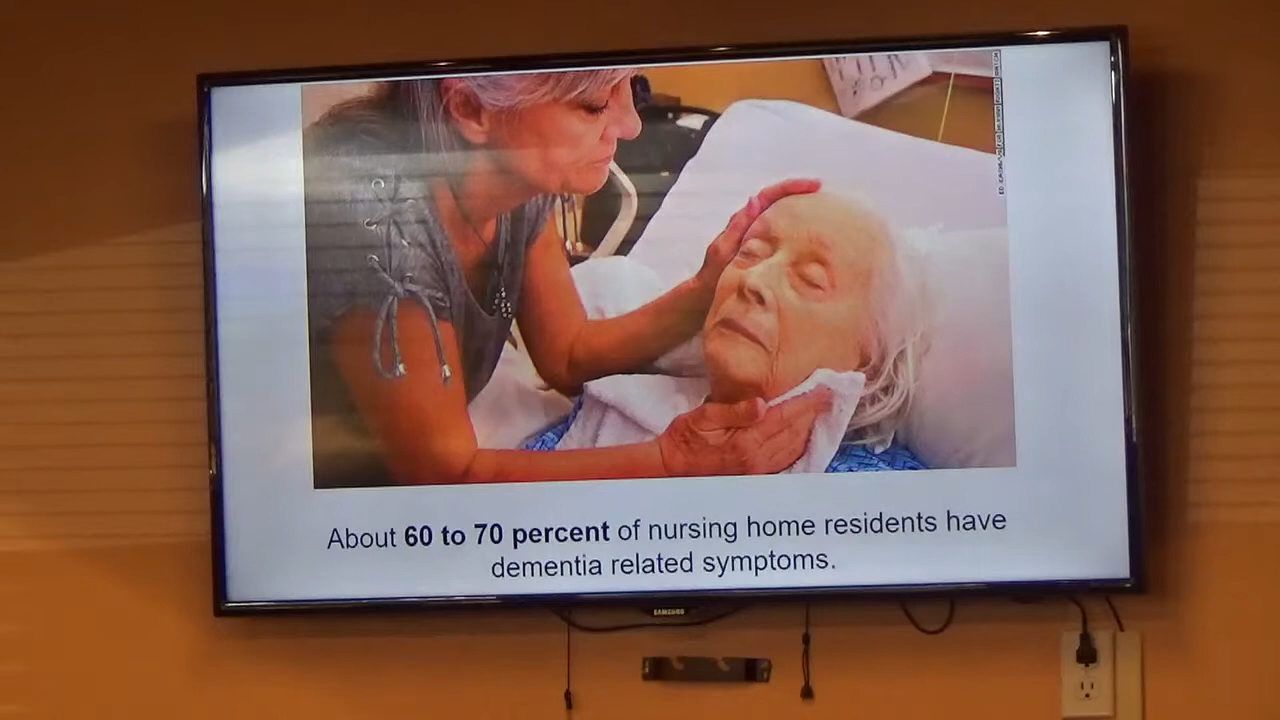 About 60 to 70 percent of nursing home residents have
dementia related symptoms.
SAMSUNG